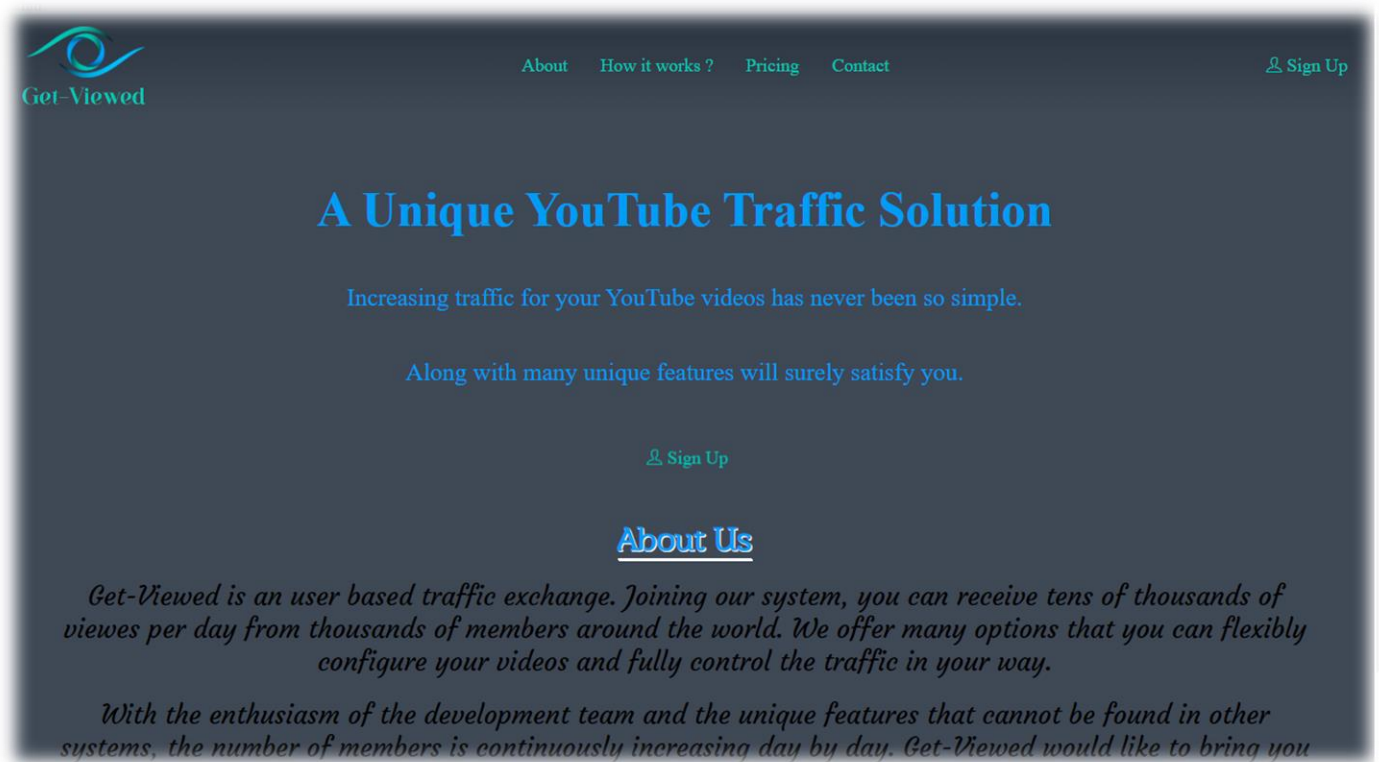 Get-Viewed
About How it works ? Pricing Contact
Sign Up
A Unique YouTube Traffic Solution
Increasing traffic for your YouTube videos has never been so simple.
Along with many unique features will surely satisfy you.
Sign Up
About Us
Get-Viewed is an user based traffic exchange. Joining our system, you can receive tens of thousands of
viewes per day from thousands of members around the world. We offer many options that you can flexibly
configure your videos and fully control the traffic in your way.
With the enthusiasm of the development team and the unique features that cannot be found in other
systems, the number of members is continuously increasing day by day. Get-Viewed would like to bring you